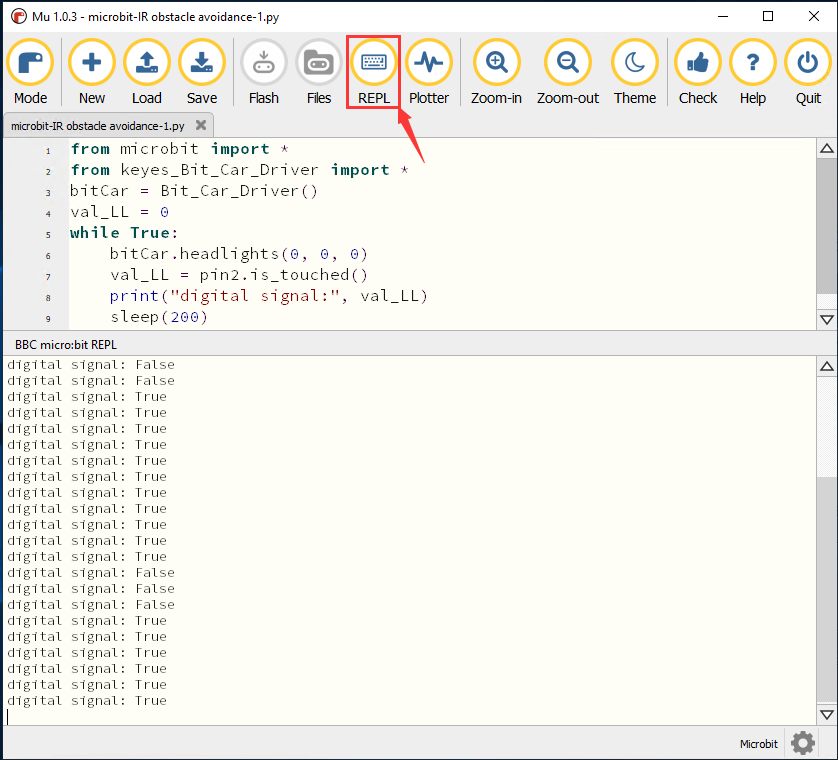 Mu 1.0.3 - microbit-IR obstacle avoidance-1.py
Mode New Load Save Flash Files REPL Plotter Zoom-in Zoom-out Theme Check Help Quit
microbit-IR obstacle avoidance-1.py
1 from microbit import *
2 from keyes_Bit_Car_Driver import *
3 bitCar = Bit_Car_Driver()
4 val_LL = 0
5 while True:
6 bitCar.headlights(0, 0, 0)
7 val_LL = pin2.is_touched()
8 print("digital signal:", val_LL)
9 sleep(200)
BBC micro:bit REPL
digital signal: False
digital signal: False
digital signal: True
digital signal: True
digital signal: True
digital signal: True
digital signal: True
digital signal: True
digital signal: True
digital signal: True
digital signal: True
digital signal: True
digital signal: True
digital signal: False
digital signal: False
digital signal: False
digital signal: True
digital signal: True
digital signal: True
digital signal: True
digital signal: True
digital signal: True
Microbit